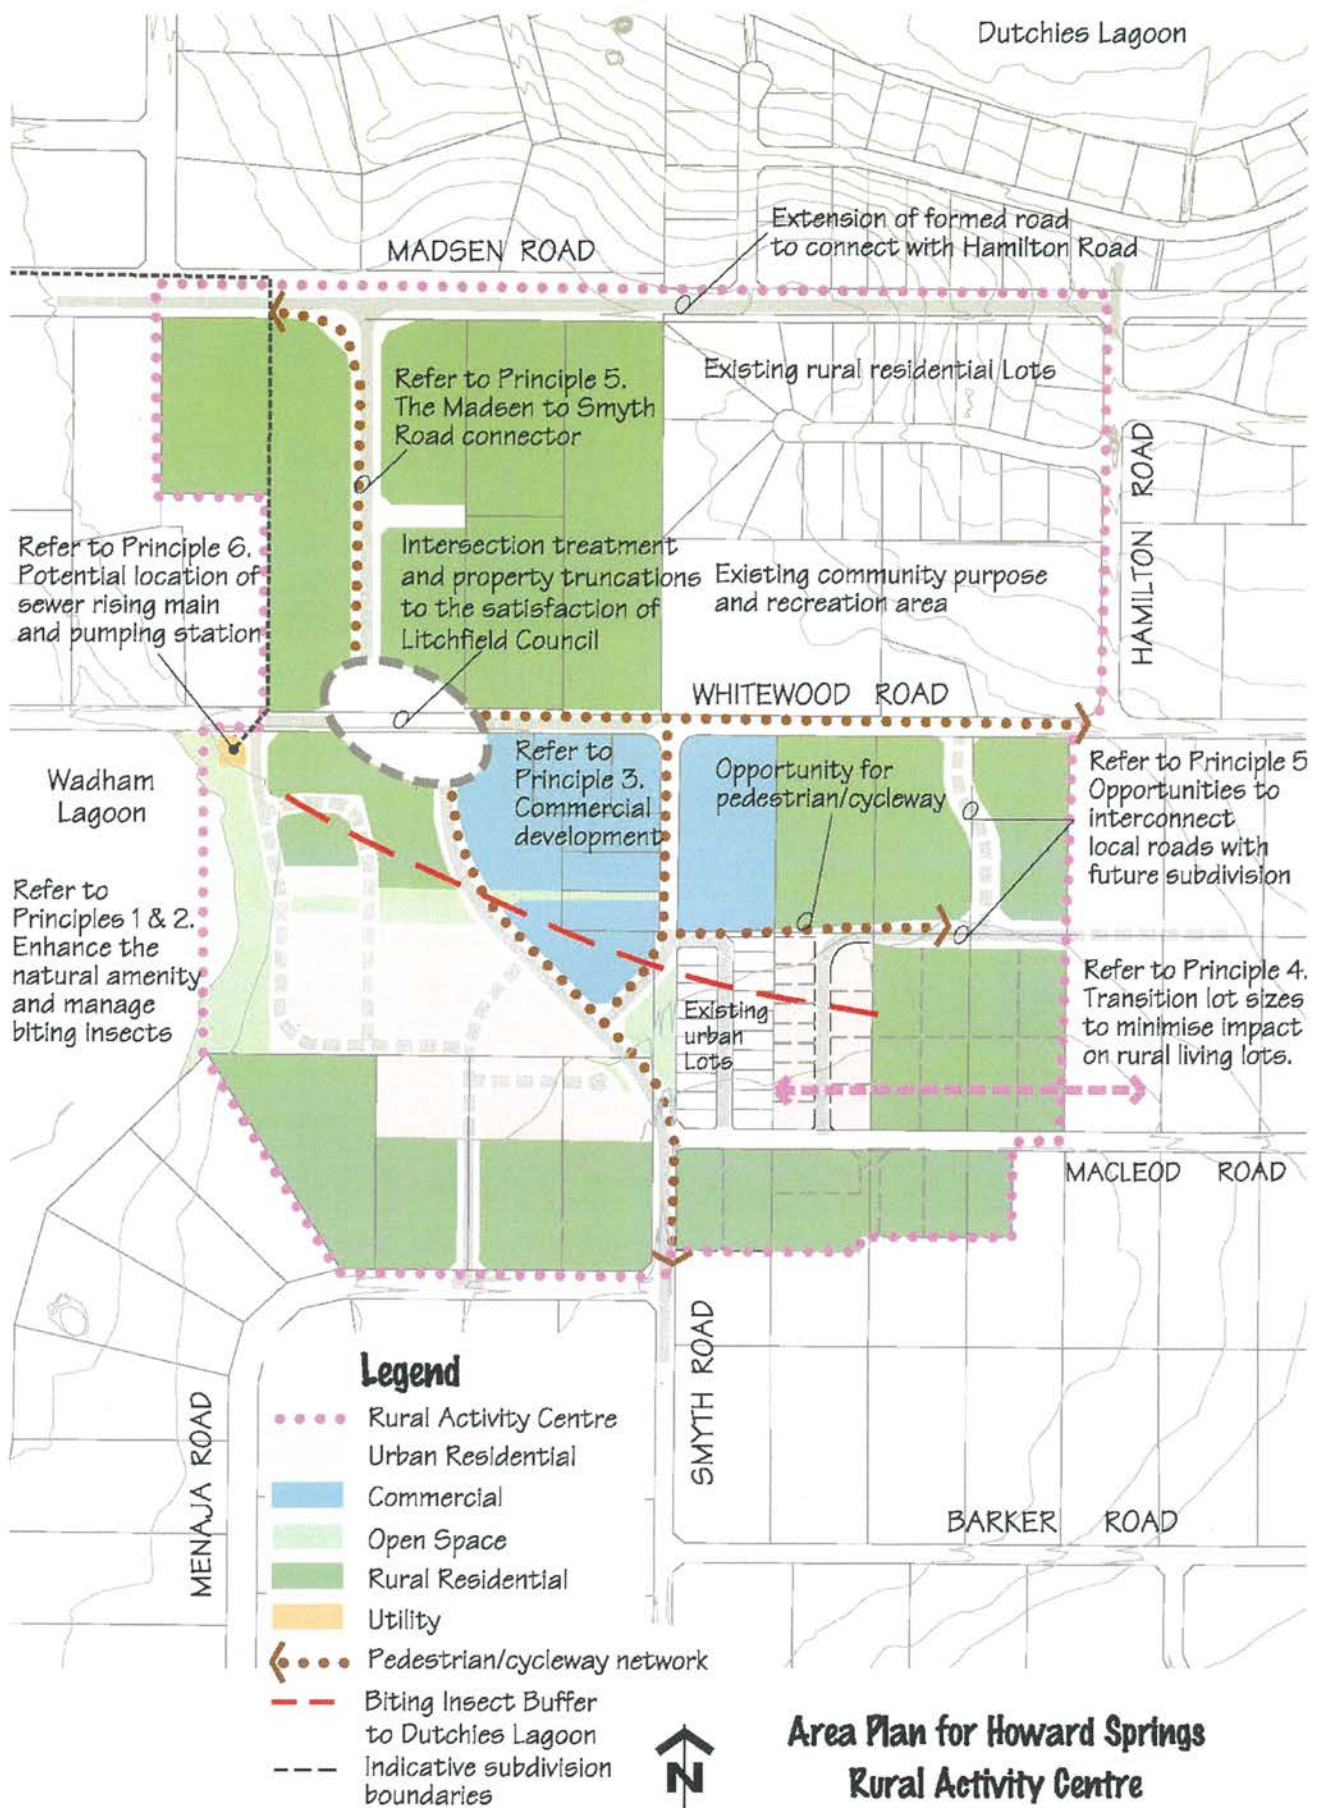 Dutchies Lagoon
Extension of formed road
to connect with Hamilton Road
MADSEN ROAD
Refer to Principle 5.
The Madsen to Smyth
Road connector
Existing rural residential Lots
HAMILTON ROAD
Refer to Principle 6.
Potential location of
sewer rising main
and pumping station
Intersection treatment
and property truncations
to the satisfaction of
Litchfield Council
Existing community purpose
and recreation area
WHITEWOOD ROAD
Wadham
Lagoon
Refer to
Principle 3.
Commercial
development
Opportunity for
pedestrian/cycleway
Refer to Principle 5
Opportunities to
interconnect
local roads with
future subdivision
Refer to
Principles 1 & 2.
Enhance the
natural amenity
and manage
biting insects
Existing
urban
Lots
Refer to Principle 4.
Transition lot sizes
to minimise impact
on rural living lots.
MACLEOD ROAD
SMYTH ROAD
MENAJA ROAD
BARKER ROAD
Legend
Rural Activity Centre
Urban Residential
Commercial
Open Space
Rural Residential
Utility
Pedestrian/cycleway network
Biting Insect Buffer
to Dutchies Lagoon
Indicative subdivision
boundaries
N
Area Plan for Howard Springs
Rural Activity Centre